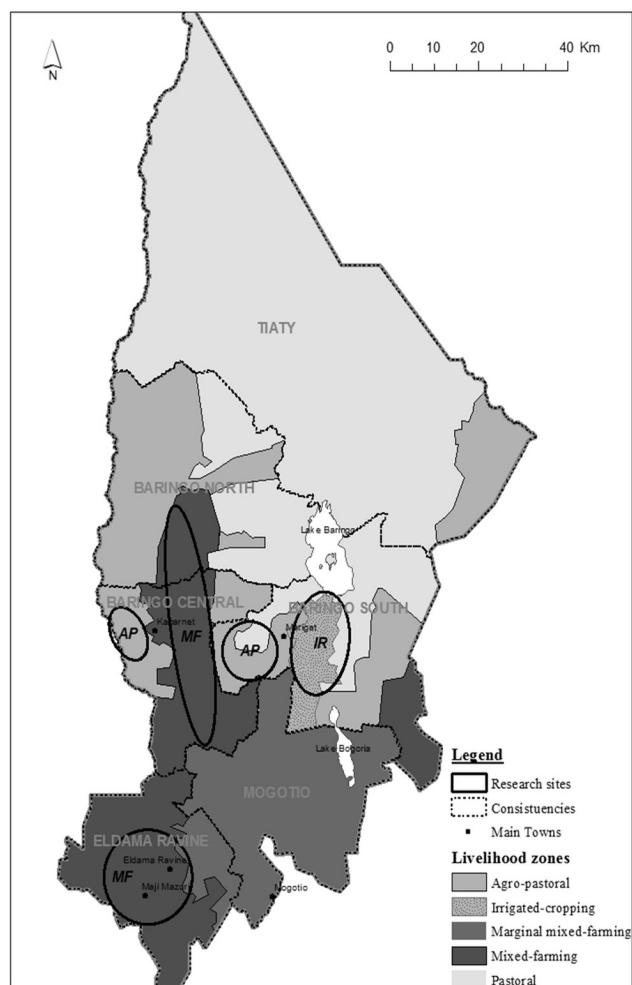 0 10 20 40 Km
N
TIATY
BARINGO NORTH
Lake Baringo
BARINGO CENTRAL
BARINGO SOUTH
Kabarnet
AP
MF
AP
Marigat
IR
Lake Bogoria
MOGOTIO
ELDAMA RAVINE
Eldama Ravine
MF
Maji Mazori
Mogotio
Legend
Research sites
Consistuencies
Main Towns
Livelihood zones
Agro-pastoral
Irrigated-cropping
Marginal mixed-farming
Mixed-farming
Pastoral